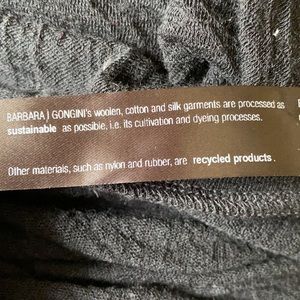 BARBARA | GONGINI's woolen, cotton and silk garments are processed as
sustainable as possible, i.e. its cultivation and dyeing processes.
Other materials, such as nylon and rubber, are recycled products.